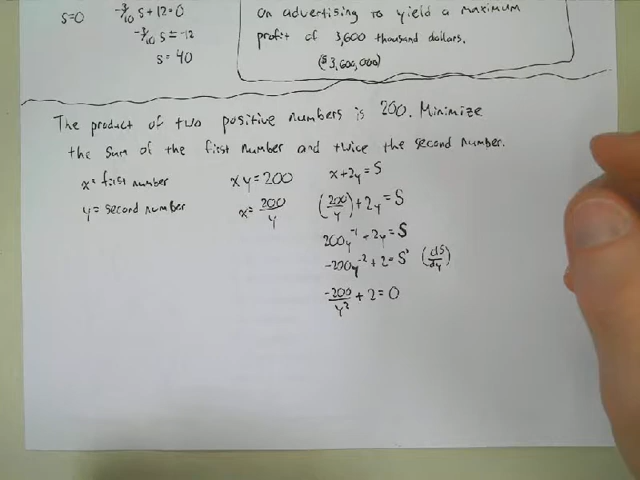 s=0 -3/10 s+12=0
-3/10 s=-12
s=40
on advertising to yield a maximum
profit of 3,600 thousand dollars.
($3,600,000)
The product of two positive numbers is 200. Minimize
the sum of the first number and twice the second number.
x= first number
y= second number
xy=200
x=200/y
x+2y=S
(200/y)+2y=S
200y^-1+2y=S
-200y^-2+2=S' (dS/dy)
-200/y^2+2=0